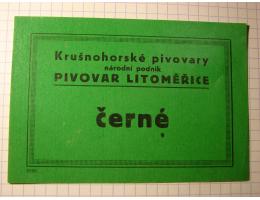 Krušnohorské pivovary
národní podnik
PIVOVAR LITOMĚŘICE
černé